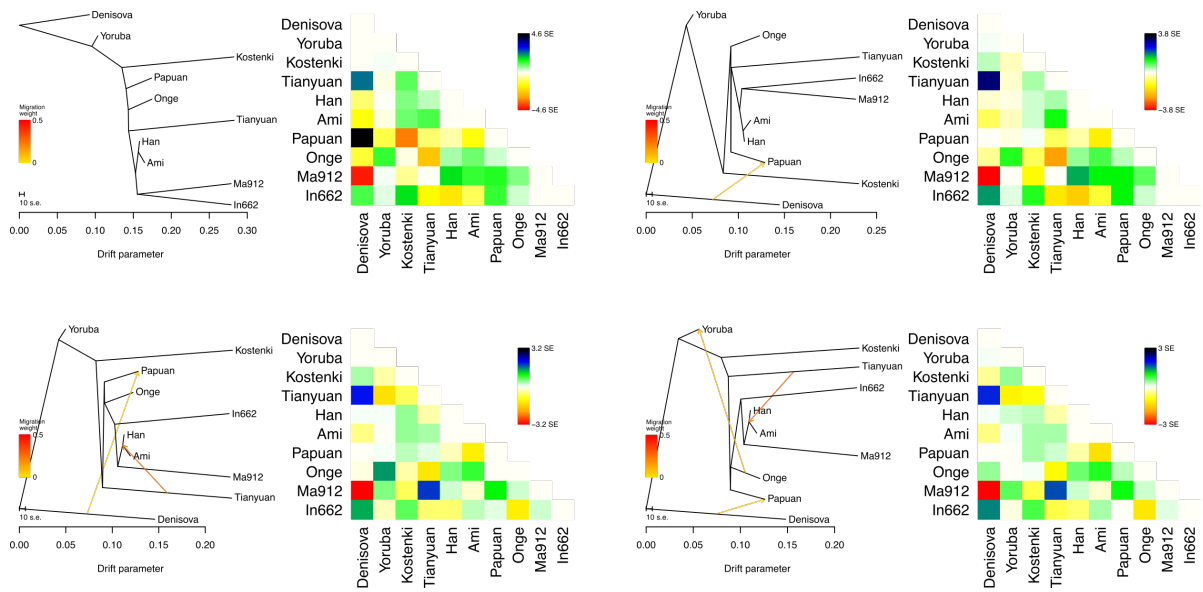 Denisova
Yoruba
Kostenki
Papuan
Onge
Tianyuan
Han
Ami
Ma912
In662
Migration
weight
0.5
0
10 s.e.
0.00 0.05 0.10 0.15 0.20 0.25 0.30
Drift parameter
Denisova
Yoruba
Kostenki
Tianyuan
Han
Ami
Papuan
Onge
Ma912
In662
4.6 SE
−4.6 SE
Denisova Yoruba Kostenki Tianyuan Han Ami Papuan Onge Ma912 In662
Yoruba
Onge
Tianyuan
In662
Ma912
Ami
Han
Papuan
Kostenki
Denisova
Migration
weight
0.5
0
10 s.e.
0.00 0.05 0.10 0.15 0.20 0.25
Drift parameter
Denisova
Yoruba
Kostenki
Tianyuan
Han
Ami
Papuan
Onge
Ma912
In662
3.8 SE
−3.8 SE
Denisova Yoruba Kostenki Tianyuan Han Ami Papuan Onge Ma912 In662
Yoruba
Kostenki
Papuan
Onge
In662
Han
Ami
Ma912
Tianyuan
Denisova
Migration
weight
0.5
0
10 s.e.
0.00 0.05 0.10 0.15 0.20
Drift parameter
Denisova
Yoruba
Kostenki
Tianyuan
Han
Ami
Papuan
Onge
Ma912
In662
3.2 SE
−3.2 SE
Denisova Yoruba Kostenki Tianyuan Han Ami Papuan Onge Ma912 In662
Yoruba
Kostenki
Tianyuan
In662
Han
Ami
Ma912
Onge
Papuan
Denisova
Migration
weight
0.5
0
10 s.e.
0.00 0.05 0.10 0.15 0.20
Drift parameter
Denisova
Yoruba
Kostenki
Tianyuan
Han
Ami
Papuan
Onge
Ma912
In662
3 SE
−3 SE
Denisova Yoruba Kostenki Tianyuan Han Ami Papuan Onge Ma912 In662